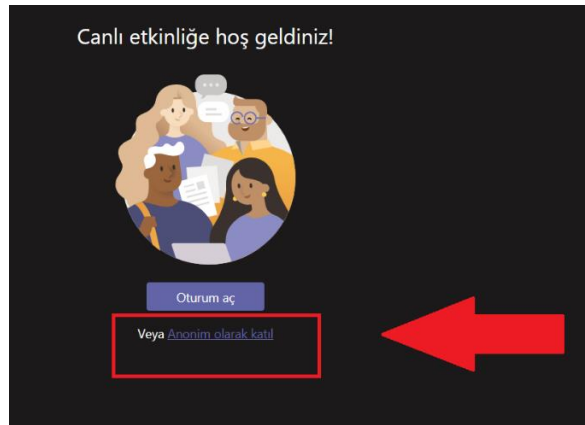 Canlı etkinliğe hoş geldiniz!
Oturum aç
Veya Anonim olarak katıl